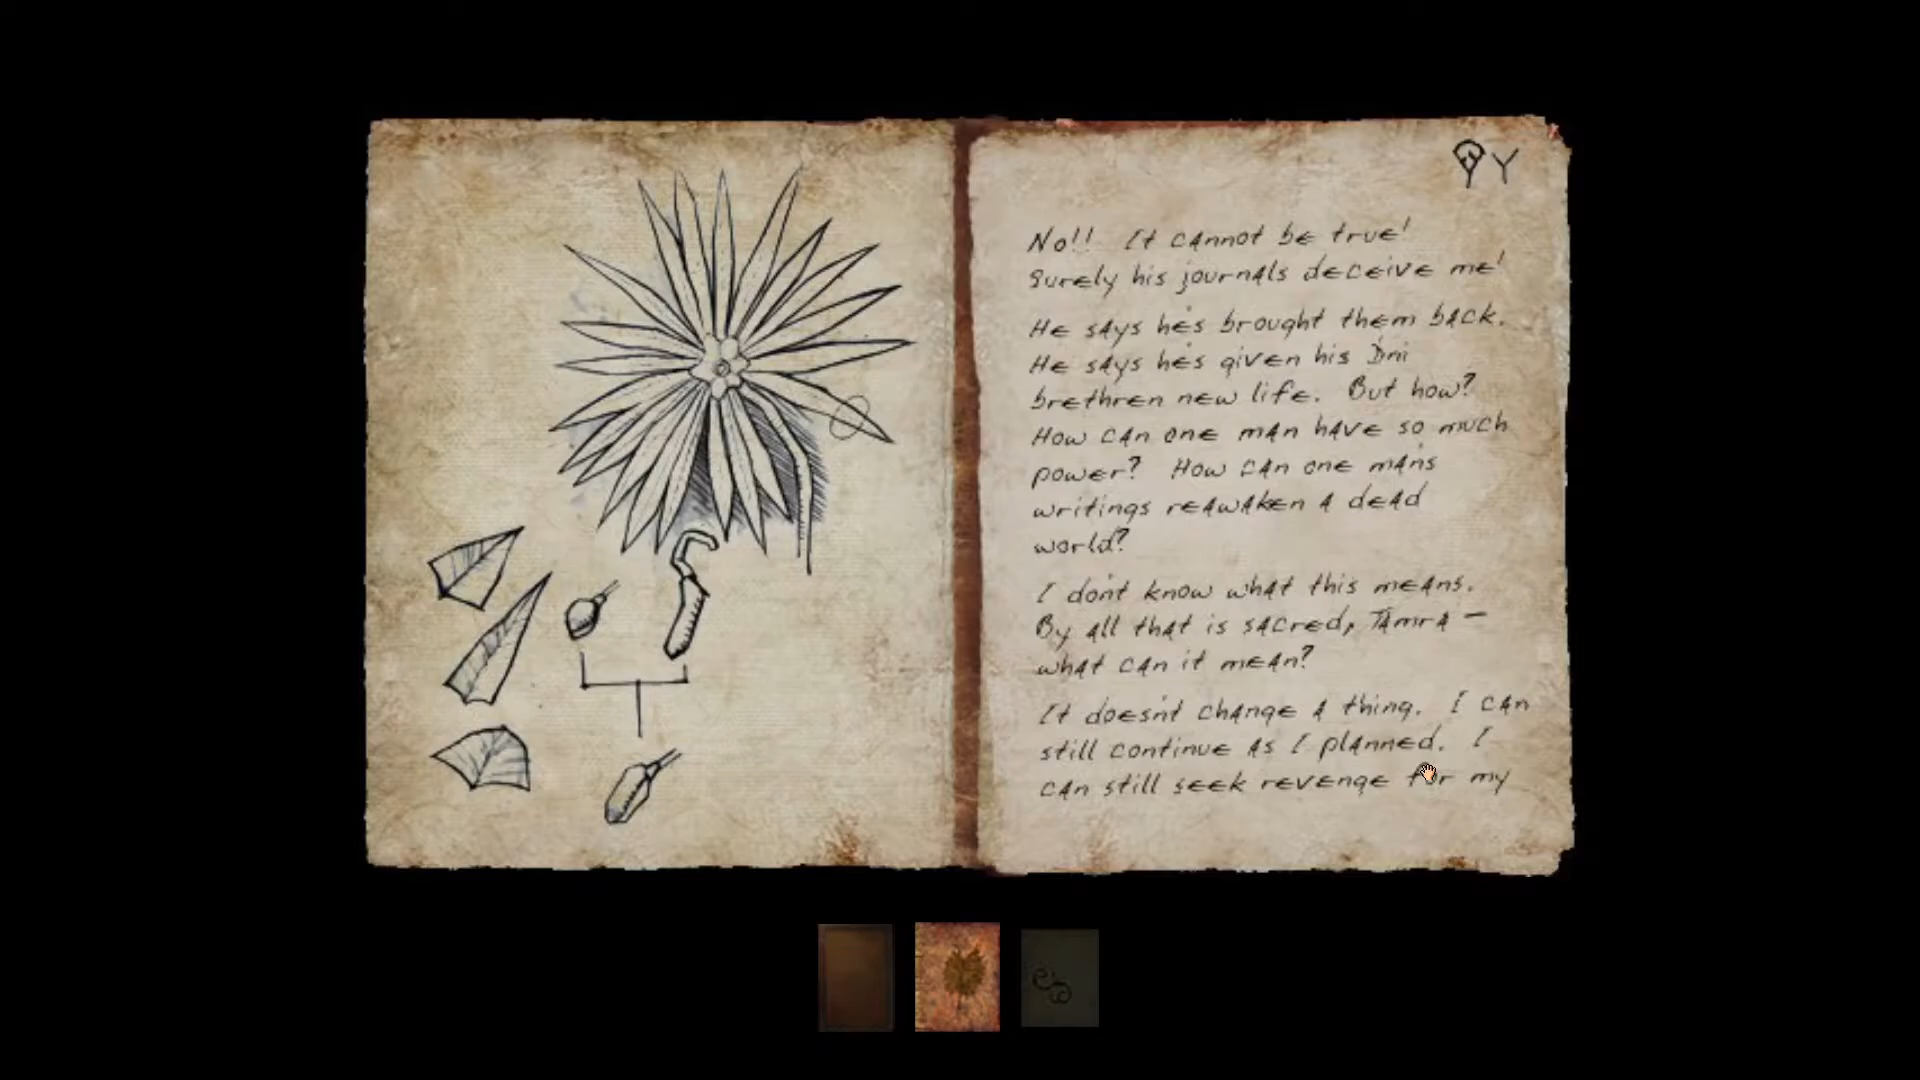 No!! It cannot be true!
Surely his journals deceive me!
He says he's brought them back.
He says he's given his Dni
brethren new life. But how?
How can one man have so much
power? How can one man's
writings reawaken a dead
world?
I don't know what this means.
By all that is sacred, Tamra —
what can it mean?
It doesn't change a thing. I can
still continue as I planned. I
can still seek revenge for my